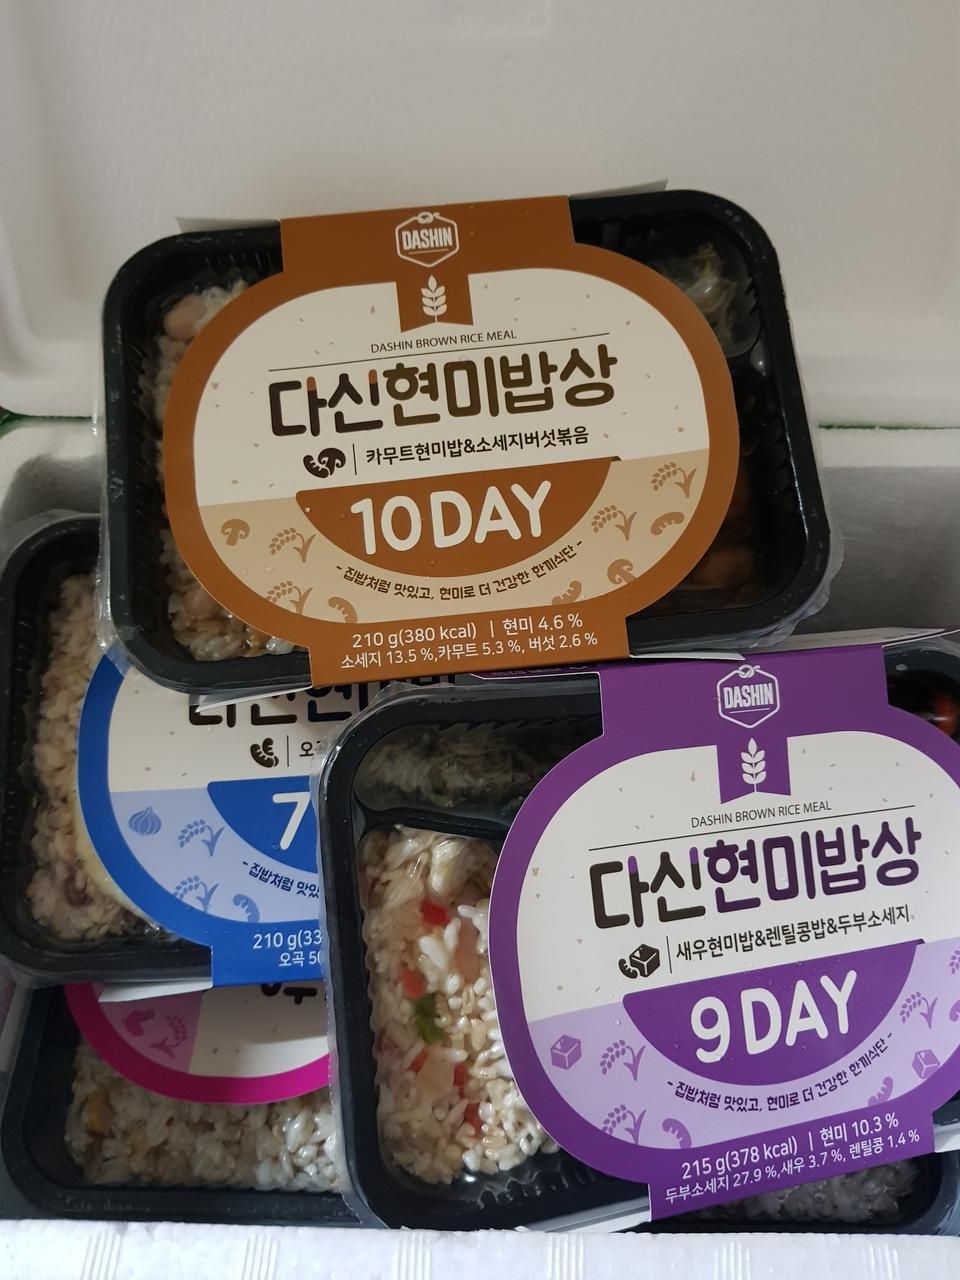 DASHIN
DASHIN BROWN RICE MEAL
다신현미밥상
카무트현미밥&소세지버섯볶음
10DAY
- 집밥처럼 맛있고, 현미로 더 건강한 한끼식단 -
210 g(380 kcal) | 현미 4.6 %
소세지 13.5 %,카무트 5.3 %, 버섯 2.6 %
다신현미밥
오
7
- 집밥처럼 맛있
210 g(33
오곡 50
DASHIN
DASHIN BROWN RICE MEAL
다신현미밥상
새우현미밥&렌틸콩밥&두부소세지
9DAY
- 집밥처럼 맛있고, 현미로 더 건강한 한끼식단 -
215 g(378 kcal) | 현미 10.3 %
두부소세지 27.9 %,새우 3.7 %, 렌틸콩 1.4 %